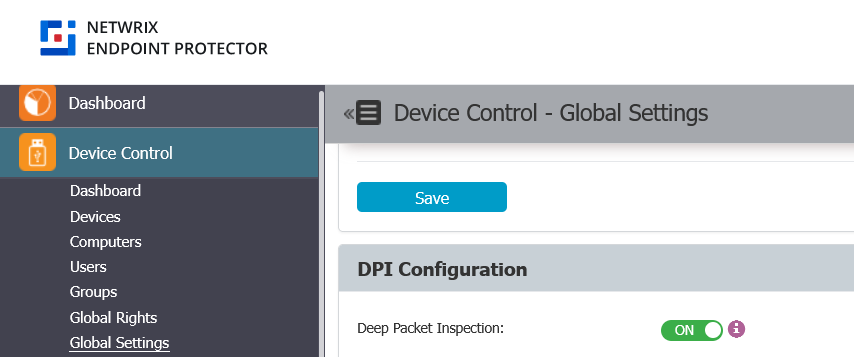 NETWRIX
ENDPOINT PROTECTOR
Dashboard
Device Control
Dashboard
Devices
Computers
Users
Groups
Global Rights
Global Settings
Device Control - Global Settings
Save
DPI Configuration
Deep Packet Inspection:
ON